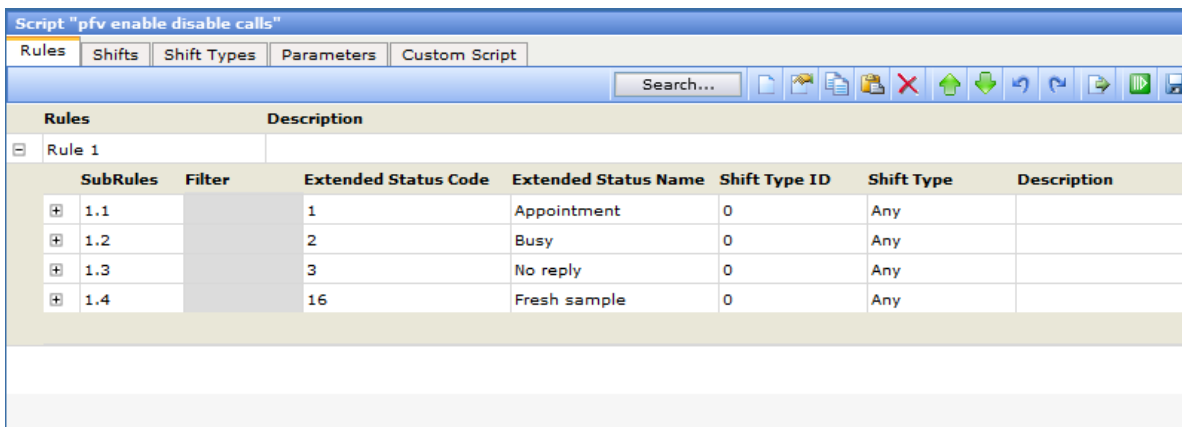 Script "pfv enable disable calls"
Rules Shifts Shift Types Parameters Custom Script
Search...
Rules Description
Rule 1
SubRules Filter Extended Status Code Extended Status Name Shift Type ID Shift Type Description
1.1 1 Appointment 0 Any
1.2 2 Busy 0 Any
1.3 3 No reply 0 Any
1.4 16 Fresh sample 0 Any